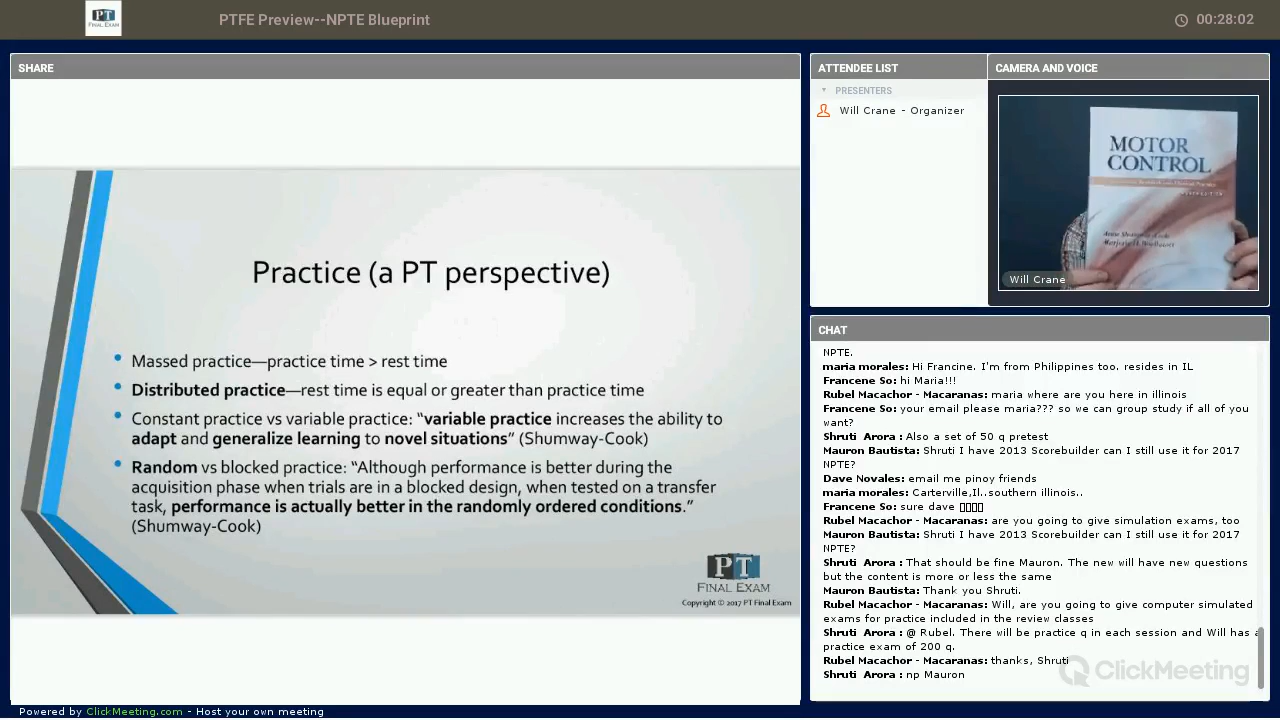 PT
FINAL EXAM
PTFE Preview--NPTE Blueprint
00:28:02
SHARE
Practice (a PT perspective)
• Massed practice—practice time > rest time
• Distributed practice—rest time is equal or greater than practice time
• Constant practice vs variable practice: “variable practice increases the ability to
adapt and generalize learning to novel situations” (Shumway-Cook)
• Random vs blocked practice: “Although performance is better during the
acquisition phase when trials are in a blocked design, when tested on a transfer
task, performance is actually better in the randomly ordered conditions.”
(Shumway-Cook)
PT
FINAL EXAM
Copyright © 2017 PT Final Exam
ATTENDEE LIST
PRESENTERS
Will Crane - Organizer
CAMERA AND VOICE
MOTOR
CONTROL
Will Crane
CHAT
NPTE.
maria morales: Hi Francine. I'm from Philippines too. resides in IL
Francene So: hi Maria!!!
Rubel Macachor - Macaranas: maria where are you here in illinois
Francene So: your email please maria??? so we can group study if all of you
want?
Shruti Arora : Also a set of 50 q pretest
Mauron Bautista: Shruti I have 2013 Scorebuilder can I still use it for 2017
NPTE?
Dave Novales: email me pinoy friends
maria morales: Carterville,Il..southern illinois..
Francene So: sure dave
Rubel Macachor - Macaranas: are you going to give simulation exams, too
Mauron Bautista: Shruti I have 2013 Scorebuilder can I still use it for 2017
NPTE?
Shruti Arora : That should be fine Mauron. The new will have new questions
but the content is more or less the same
Mauron Bautista: Thank you Shruti.
Rubel Macachor - Macaranas: Will, are you going to give computer simulated
exams for practice included in the review classes
Shruti Arora : @ Rubel. There will be practice q in each session and Will has a
practice exam of 200 q.
Rubel Macachor - Macaranas: thanks, Shruti
Shruti Arora : np Mauron
ClickMeeting
Powered by ClickMeeting.com - Host your own meeting